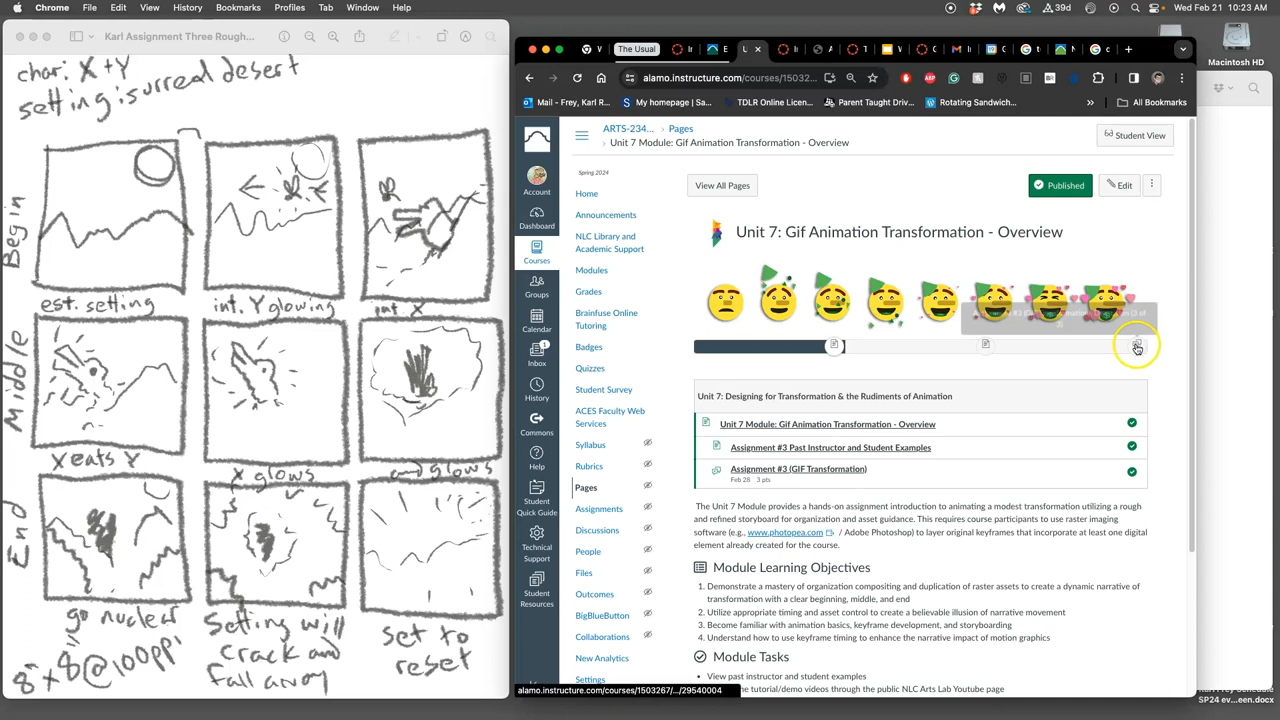 Chrome File Edit View History Bookmarks Profiles Tab Window Help
39d
Wed Feb 21 10:23 AM
Karl Assignment Three Rough...
The Usual
Macintosh HD
alamo.instructure.com/courses/15032...
Mail - Frey, Karl R...
My homepage | Sa...
TDLR Online Licen...
Parent Taught Driv...
Rotating Sandwich...
»
All Bookmarks
char: X + Y
setting: surreal desert
Begin
est. setting
int. Y glowing
int. X
Middle
X eats Y
X glows
and glows
End
go nuclear
Setting will
crack and
fall away
set to
reset
Account
Dashboard
Courses
Groups
Calendar
1
Inbox
History
Commons
Help
Student
Quick Guide
Technical
Support
Student
Resources
ARTS-234... › Pages
› Unit 7 Module: Gif Animation Transformation - Overview
Student View
Spring 2024
Home
Announcements
NLC Library and
Academic Support
Modules
Grades
Brainfuse Online
Tutoring
Badges
Quizzes
Student Survey
ACES Faculty Web
Services
Syllabus
Rubrics
Pages
Assignments
Discussions
People
Files
Outcomes
BigBlueButton
Collaborations
New Analytics
Settings
View All Pages
Published
Edit
Unit 7: Gif Animation Transformation - Overview
Unit 7: Designing for Transformation & the Rudiments of Animation
Unit 7 Module: Gif Animation Transformation - Overview
Assignment #3 Past Instructor and Student Examples
Assignment #3 (GIF Transformation)
Feb 28 3 pts
The Unit 7 Module provides a hands-on assignment introduction to animating a modest transformation utilizing a rough
and refined storyboard for organization and asset guidance. This requires course participants to use raster imaging
software (e.g., www.photopea.com / Adobe Photoshop) to layer original keyframes that incorporate at least one digital
element already created for the course.
Module Learning Objectives
1. Demonstrate a mastery of organization compositing and duplication of raster assets to create a dynamic narrative of
transformation with a clear beginning, middle, and end
2. Utilize appropriate timing and asset control to create a believable illusion of narrative movement
3. Become familiar with animation basics, keyframe development, and storyboarding
4. Understand how to use keyframe timing to enhance the narrative impact of motion graphics
Module Tasks
• View past instructor and student examples
the tutorial/demo videos through the public NLC Arts Lab Youtube page
alamo.instructure.com/courses/1503267/.../29540004
SP24 ev...een.docx